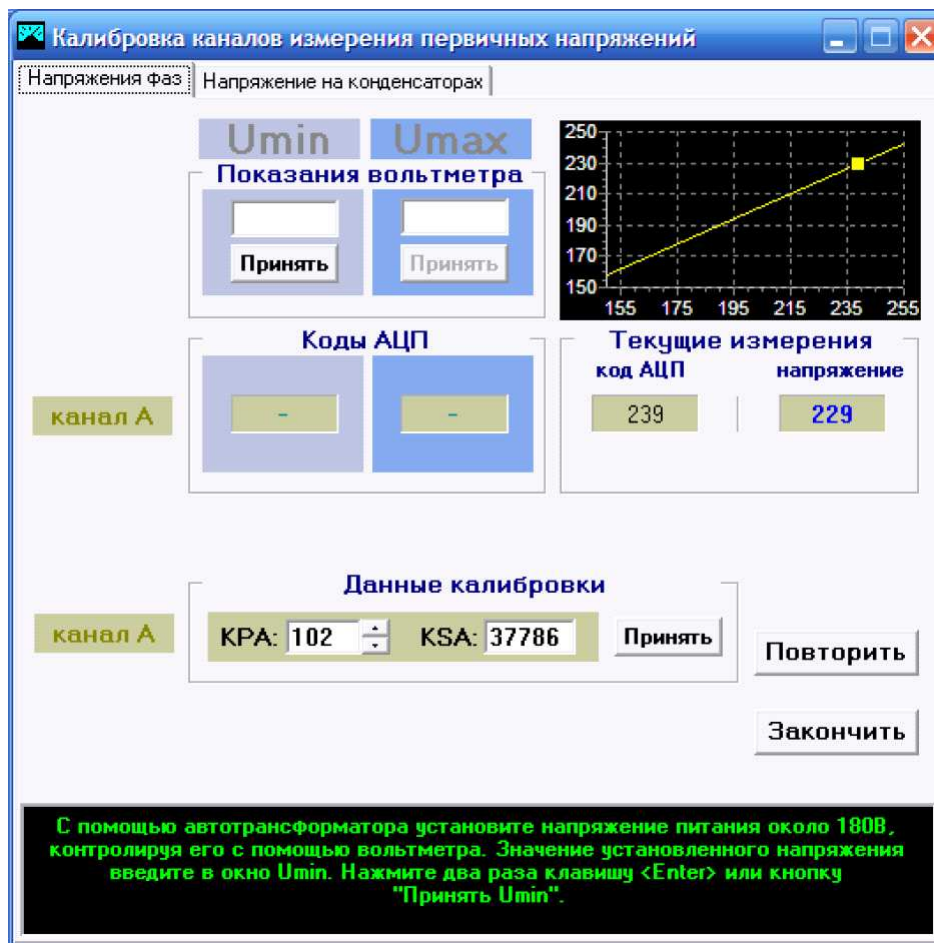 Калибровка каналов измерения первичных напряжений
Напряжения фаз
Напряжение на конденсаторах
Umin
Umax
Показания вольтметра
Принять
Принять
250
230
210
190
170
150
155 175 195 215 235 255
Коды АЦП
Текущие измерения
код АЦП
напряжение
канал А
-
-
239
229
Данные калибровки
канал А
KPA: 102
KSA: 37786
Принять
Повторить
Закончить
С помощью автотрансформатора установите напряжение питания около 180В,
контролируя его с помощью вольтметра. Значение установленного напряжения
введите в окно Umin. Нажмите два раза клавишу <Enter> или кнопку
"Принять Umin".